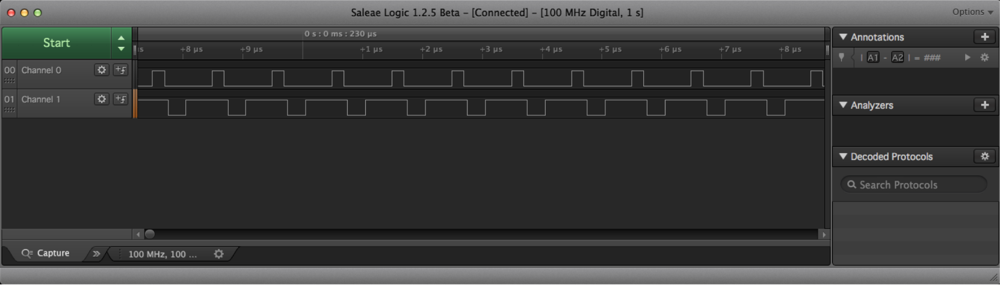 Saleae Logic 1.2.5 Beta – [Connected] – [100 MHz Digital, 1 s]
Options
Start
0 s : 0 ms : 230 µs
+8 µs +9 µs +1 µs +2 µs +3 µs +4 µs +5 µs +6 µs +7 µs +8 µs
00 Channel 0
01 Channel 1
Annotations
| A1 - A2 | = ###
Analyzers
Decoded Protocols
Search Protocols
Capture
100 MHz, 100 ...